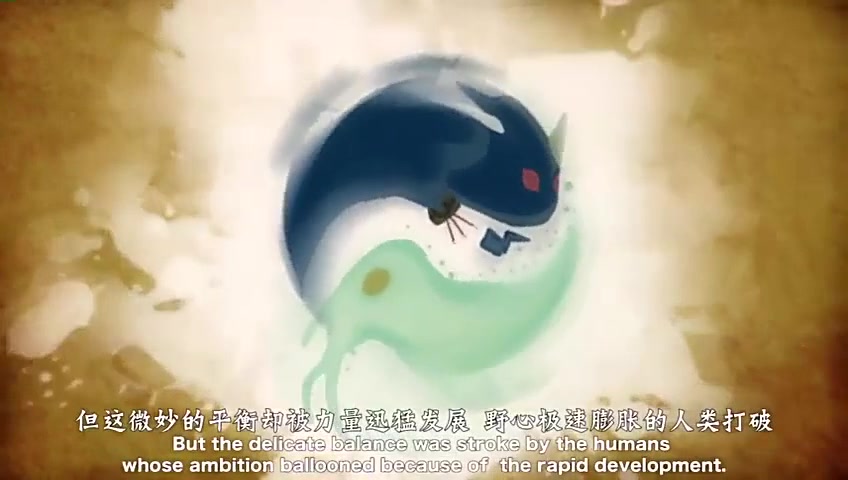 但这微妙的平衡却被力量迅猛发展 野心极速膨胀的人类打破
But the delicate balance was stroke by the humans
whose ambition ballooned because of the rapid development.